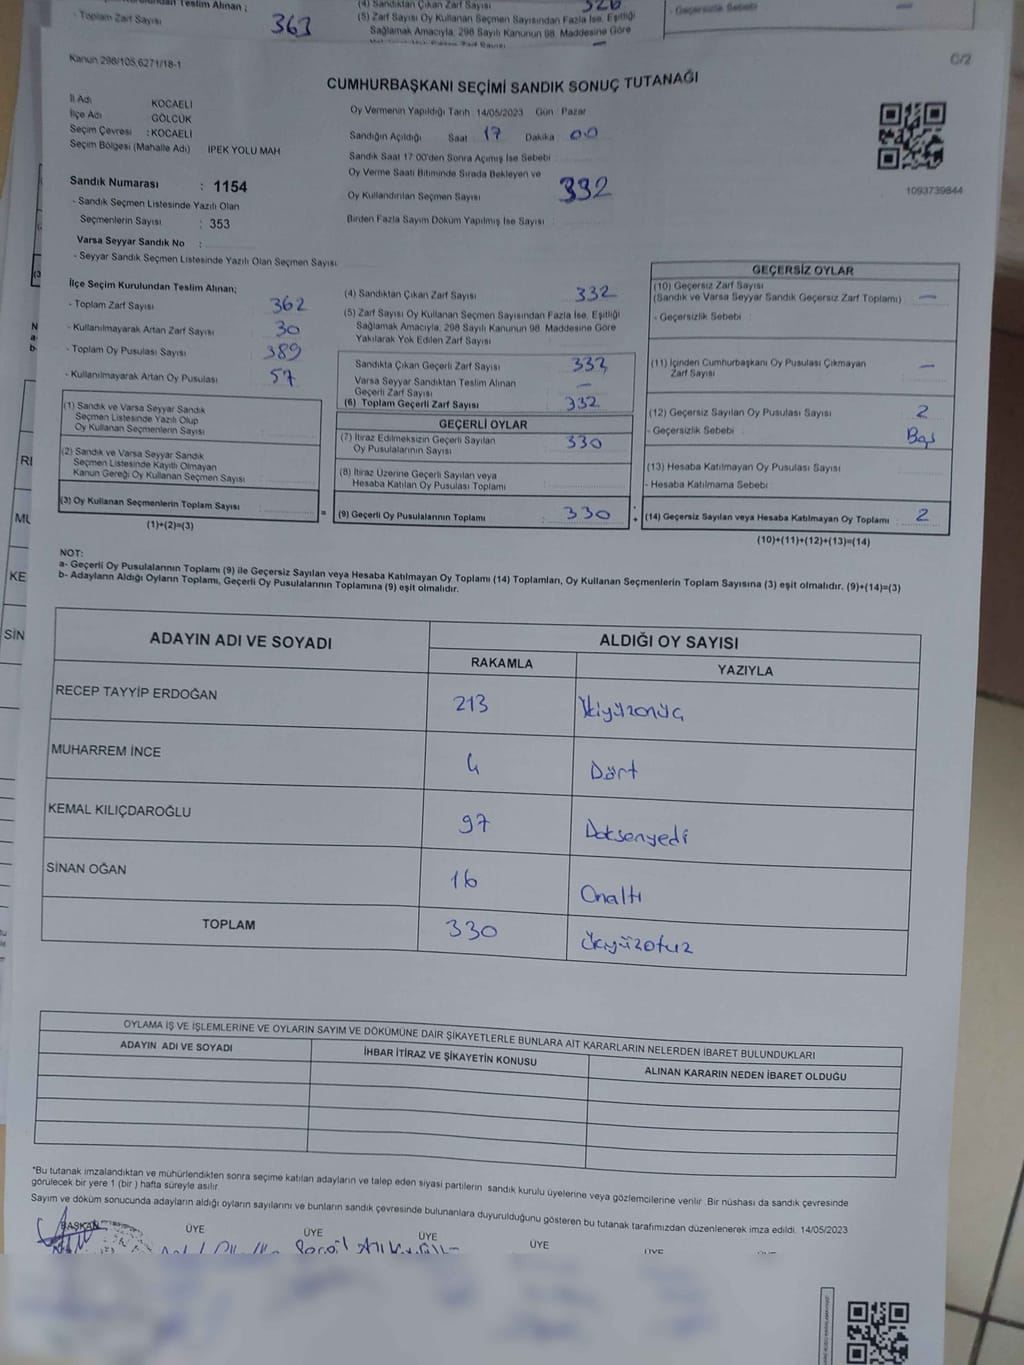 Teslim Alınan ;
- Toplam Zarf Sayısı
363
(4) Sandıktan Çıkan Zarf Sayısı
326
(5) Zarf Sayısı Oy Kullanan Seçmen Sayısından Fazla İse, Eşitliği
Sağlamak Amacıyla, 298 Sayılı Kanunun 98. Maddesine Göre
- Geçersizlik Sebebi
Kanun 298/105,6271/18-1
C/2
CUMHURBAŞKANI SEÇİMİ SANDIK SONUÇ TUTANAĞI
İl Adı KOCAELİ
İlçe Adı GÖLCÜK
Seçim Çevresi : KOCAELİ
Seçim Bölgesi (Mahalle Adı) İPEK YOLU MAH
Sandık Numarası : 1154
- Sandık Seçmen Listesinde Yazılı Olan
Seçmenlerin Sayısı : 353
Varsa Seyyar Sandık No :
- Seyyar Sandık Seçmen Listesinde Yazılı Olan Seçmen Sayısı
Oy Vermenin Yapıldığı Tarih : 14/05/2023 Gün : Pazar
Sandığın Açıldığı Saat 17 Dakika : 00
Sandık Saat 17:00'den Sonra Açımış İse Sebebi
Oy Verme Saati Bitiminde Sırada Bekleyen ve
Oy Kullandırılan Seçmen Sayısı 332
Birden Fazla Sayım Döküm Yapılmış İse Sayısı
1093739844
İlçe Seçim Kurulundan Teslim Alınan;
- Toplam Zarf Sayısı 362
- Kullanılmayarak Artan Zarf Sayısı 30
- Toplam Oy Pusulası Sayısı 389
- Kullanılmayarak Artan Oy Pusulası 57
(1) Sandık ve Varsa Seyyar Sandık
Seçmen Listesinde Yazılı Olup
Oy Kullanan Seçmenlerin Sayısı
(2) Sandık ve Varsa Seyyar Sandık
Seçmen Listesinde Kayıtlı Olmayan
Kanun Gereği Oy Kullanan Seçmen Sayısı
(3) Oy Kullanan Seçmenlerin Toplam Sayısı
(1)+(2)=(3)
(4) Sandıktan Çıkan Zarf Sayısı 332
(5) Zarf Sayısı Oy Kullanan Seçmen Sayısından Fazla İse, Eşitliği
Sağlamak Amacıyla, 298 Sayılı Kanunun 98. Maddesine Göre
Yakılarak Yok Edilen Zarf Sayısı
Sandıkta Çıkan Geçerli Zarf Sayısı 332
Varsa Seyyar Sandıktan Teslim Alınan
Geçerli Zarf Sayısı : —
(6) Toplam Geçerli Zarf Sayısı 332
GEÇERLİ OYLAR
(7) İtiraz Edilmeksizin Geçerli Sayılan
Oy Pusulalarının Sayısı 330
(8) İtiraz Üzerine Geçerli Sayılan veya
Hesaba Katılan Oy Pusulası Toplamı
= (9) Geçerli Oy Pusulalarının Toplamı : 330
GEÇERSİZ OYLAR
(10) Geçersiz Zarf Sayısı
(Sandık ve Varsa Seyyar Sandık Geçersiz Zarf Toplamı) : —
- Geçersizlik Sebebi :
(11) İçinden Cumhurbaşkanı Oy Pusulası Çıkmayan
Zarf Sayısı —
(12) Geçersiz Sayılan Oy Pusulası Sayısı 2
- Geçersizlik Sebebi : Boş
(13) Hesaba Katılmayan Oy Pusulası Sayısı
- Hesaba Katılmama Sebebi
+ (14) Geçersiz Sayılan veya Hesaba Katılmayan Oy Toplamı : 2
(10)+(11)+(12)+(13)=(14)
NOT:
a- Geçerli Oy Pusulalarının Toplamı (9) ile Geçersiz Sayılan veya Hesaba Katılmayan Oy Toplamı (14) Toplamları, Oy Kullanan Seçmenlerin Toplam Sayısına (3) eşit olmalıdır. (9)+(14)=(3)
b- Adayların Aldığı Oyların Toplamı, Geçerli Oy Pusulalarının Toplamına (9) eşit olmalıdır.
ADAYIN ADI VE SOYADI
ALDIĞI OY SAYISI
RAKAMLA YAZIYLA
RECEP TAYYİP ERDOĞAN 213 İkiyüzonüç
MUHARREM İNCE 4 Dört
KEMAL KILIÇDAROĞLU 97 Doksenyedi
SİNAN OĞAN 16 Onaltı
TOPLAM 330 Üçyüzotuz
OYLAMA İŞ VE İŞLEMLERİNE VE OYLARIN SAYIM VE DÖKÜMÜNE DAİR ŞİKAYETLERLE BUNLARA AİT KARARLARIN NELERDEN İBARET BULUNDUKLARI
ADAYIN ADI VE SOYADI İHBAR İTİRAZ VE ŞİKAYETİN KONUSU ALINAN KARARIN NEDEN İBARET OLDUĞU
*Bu tutanak imzalandıktan ve mühürlendikten sonra seçime katılan adayların ve talep eden siyasi partilerin sandık kurulu üyelerine veya gözlemcilerine verilir. Bir nüshası da sandık çevresinde
görülecek bir yere 1 (bir) hafta süreyle asılır.
Sayım ve döküm sonucunda adayların aldığı oyların sayılarını ve bunların sandık çevresinde bulunanlara duyurulduğunu gösteren bu tutanak tarafımızdan düzenlenerek imza edildi. 14/05/2023
BAŞKAN ÜYE ÜYE ÜYE ÜYE ÜYE